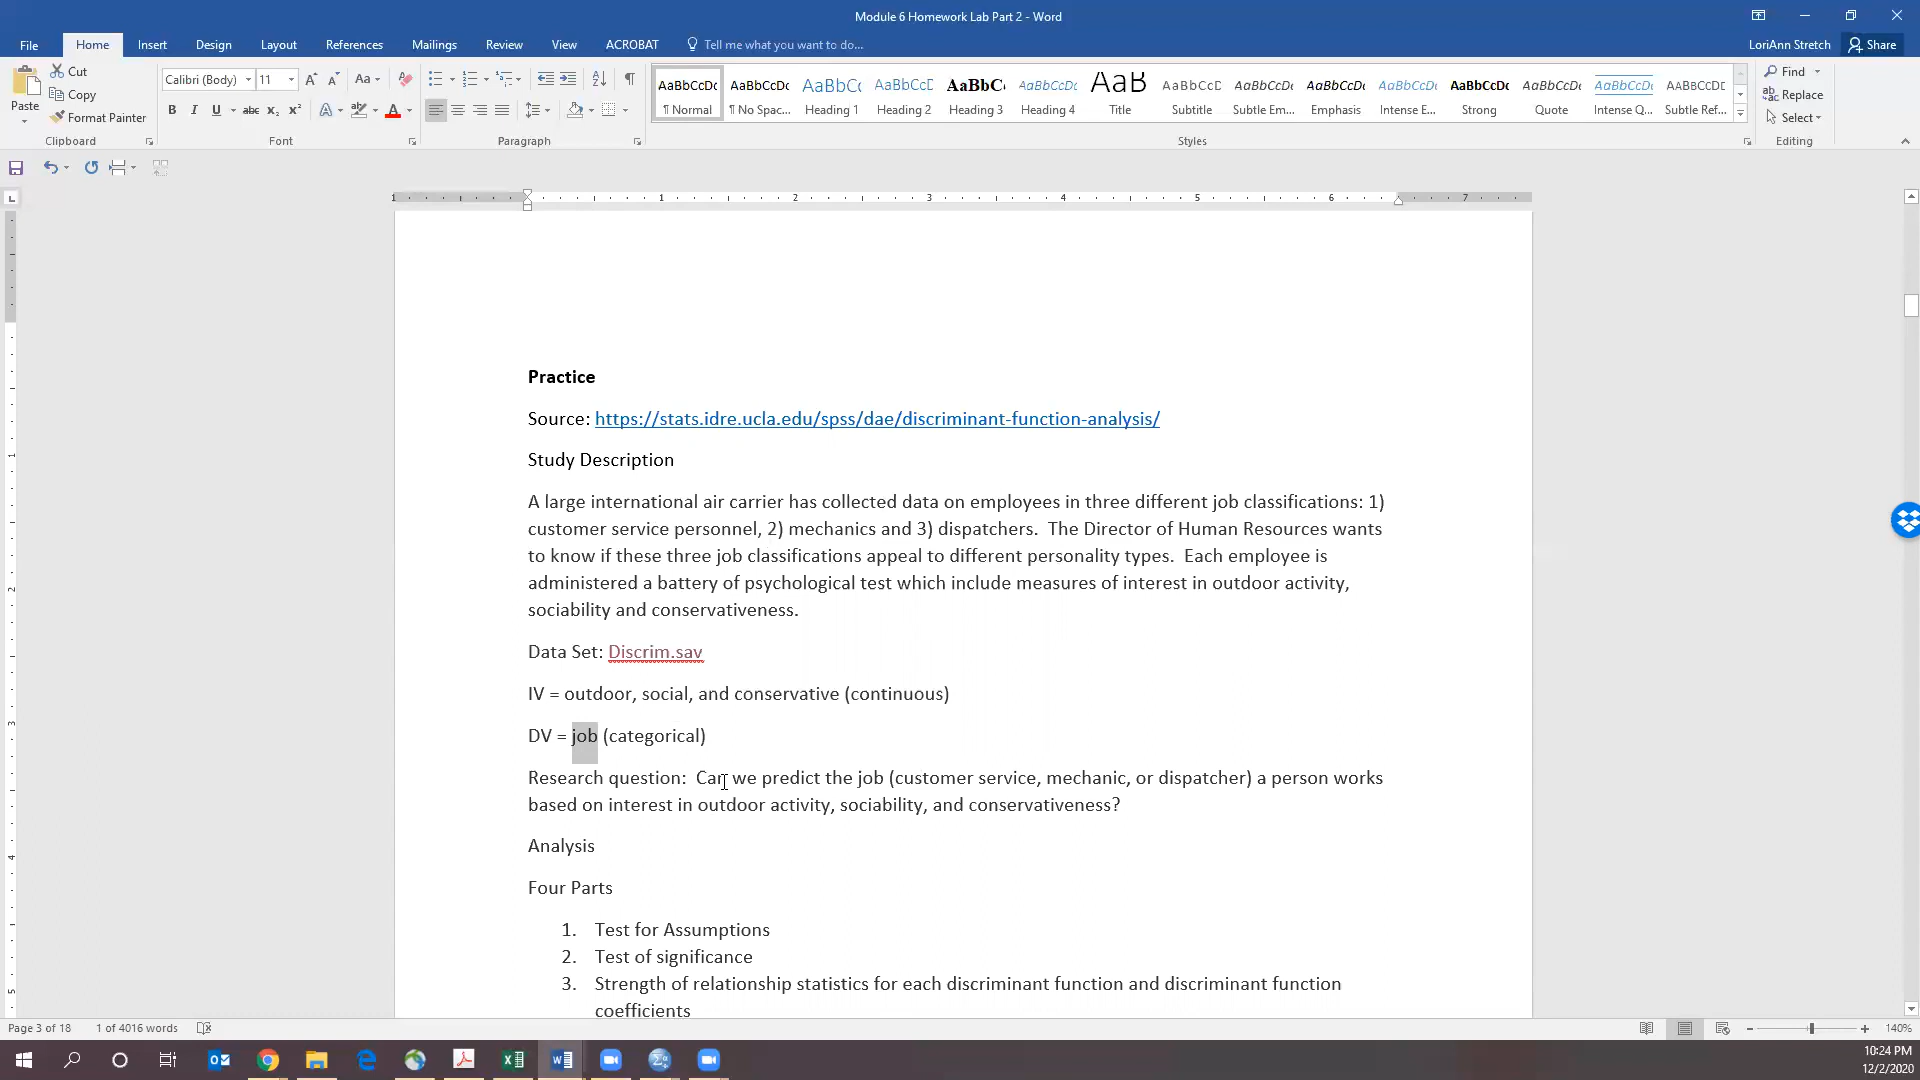 Module 6 Homework Lab Part 2 - Word
File Home Insert Design Layout References Mailings Review View ACROBAT Tell me what you want to do... LoriAnn Stretch Share
Paste Cut Copy Format Painter Clipboard
Calibri (Body) 11 Font
Paragraph
AaBbCcDc AaBbCcDc AaBbCc AaBbCcD AaBbC AaBbCcDc AaB AaBbCcD AaBbCcDc AaBbCcDc AaBbCcDc AaBbCcDc AaBbCcDc AaBbCcDc AABBCCDD
¶ Normal ¶ No Spac... Heading 1 Heading 2 Heading 3 Heading 4 Title Subtitle Subtle Em... Emphasis Intense E... Strong Quote Intense Q... Subtle Ref...
Styles
Find
Replace
Select
Editing
1 1 2 3 4 5 6 7
Practice
Source: https://stats.idre.ucla.edu/spss/dae/discriminant-function-analysis/
Study Description
A large international air carrier has collected data on employees in three different job classifications: 1)
customer service personnel, 2) mechanics and 3) dispatchers. The Director of Human Resources wants
to know if these three job classifications appeal to different personality types. Each employee is
administered a battery of psychological test which include measures of interest in outdoor activity,
sociability and conservativeness.
Data Set: Discrim.sav
IV = outdoor, social, and conservative (continuous)
DV = job (categorical)
Research question: Can we predict the job (customer service, mechanic, or dispatcher) a person works
based on interest in outdoor activity, sociability, and conservativeness?
Analysis
Four Parts
1. Test for Assumptions
2. Test of significance
3. Strength of relationship statistics for each discriminant function and discriminant function
coefficients
Page 3 of 18 1 of 4016 words 140%
10:24 PM
12/2/2020